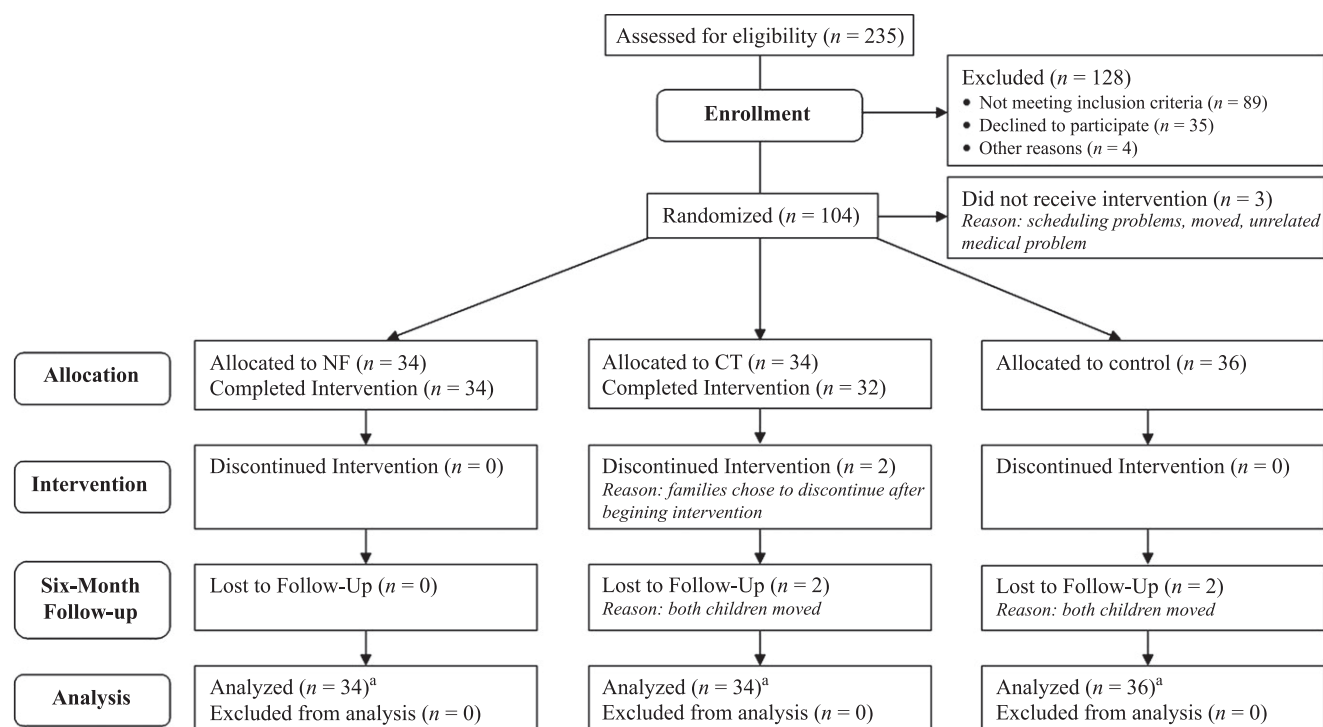 Assessed for eligibility (n = 235)
Excluded (n = 128)
• Not meeting inclusion criteria (n = 89)
• Declined to participate (n = 35)
• Other reasons (n = 4)
Enrollment
Randomized (n = 104)
Did not receive intervention (n = 3)
Reason: scheduling problems, moved, unrelated
medical problem
Allocation
Allocated to NF (n = 34)
Completed Intervention (n = 34)
Allocated to CT (n = 34)
Completed Intervention (n = 32)
Allocated to control (n = 36)
Intervention
Discontinued Intervention (n = 0)
Discontinued Intervention (n = 2)
Reason: families chose to discontinue after
begining intervention
Discontinued Intervention (n = 0)
Six-Month
Follow-up
Lost to Follow-Up (n = 0)
Lost to Follow-Up (n = 2)
Reason: both children moved
Lost to Follow-Up (n = 2)
Reason: both children moved
Analysis
Analyzed (n = 34)a
Excluded from analysis (n = 0)
Analyzed (n = 34)a
Excluded from analysis (n = 0)
Analyzed (n = 36)a
Excluded from analysis (n = 0)